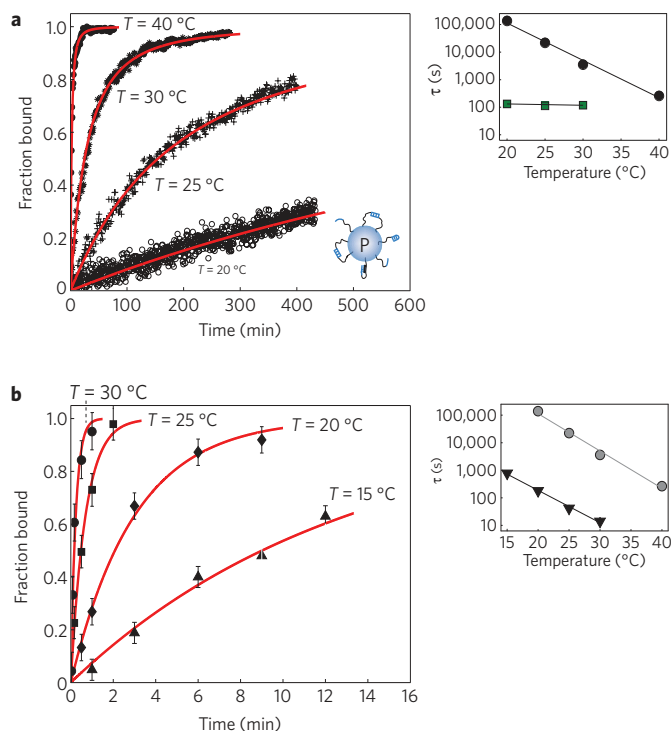 a
Fraction bound
1.0
0.8
0.6
0.4
0.2
0
T = 40 °C
T = 30 °C
T = 25 °C
T = 20 °C
P
0 100 200 300 400 500 600
Time (min)
τ (s)
100,000
10,000
1,000
100
10
20 25 30 35 40
Temperature (°C)
b
Fraction bound
1.0
0.8
0.6
0.4
0.2
0
T = 30 °C
T = 25 °C
T = 20 °C
T = 15 °C
0 2 4 6 8 10 12 14 16
Time (min)
τ (s)
100,000
10,000
1,000
100
10
15 20 25 30 35 40
Temperature (°C)